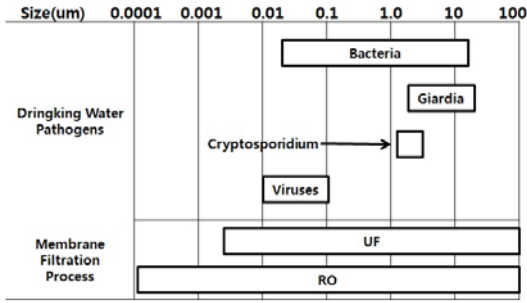 Size(um) 0.0001 0.001 0.01 0.1 1.0 10 100
Bacteria
Giardia
Dringking Water
Pathogens
Cryptosporidium
Viruses
UF
Membrane
Filtration
Process
RO